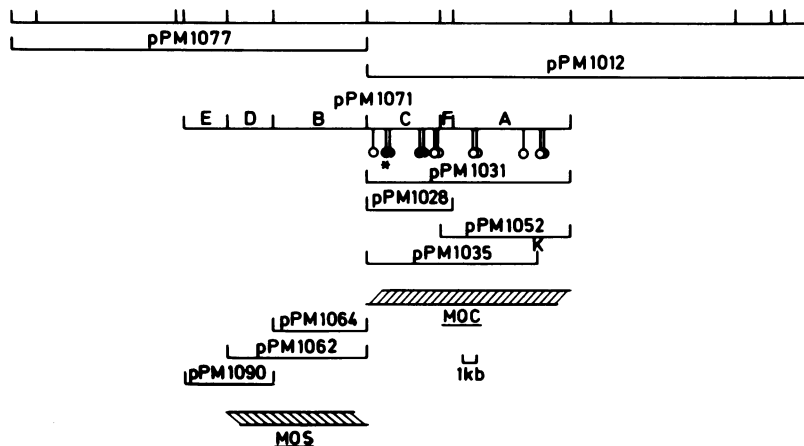 pPM1077
pPM1012
pPM1071
E D B C F A
*
pPM1031
pPM1028
pPM1052
K
pPM1035
MOC
pPM1064
pPM1062
1kb
pPM1090
MOS